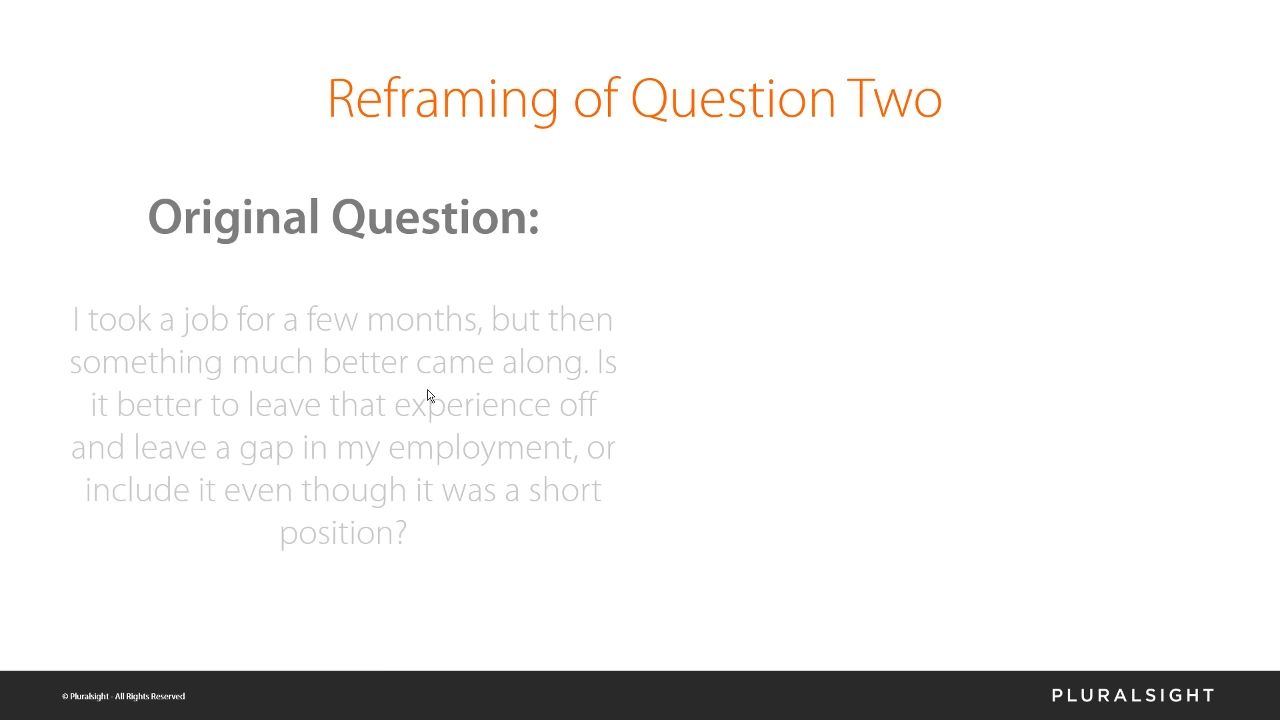 Reframing of Question Two
Original Question:
I took a job for a few months, but then
something much better came along. Is
it better to leave that experience off
and leave a gap in my employment, or
include it even though it was a short
position?
© Pluralsight - All Rights Reserved
PLURALSIGHT